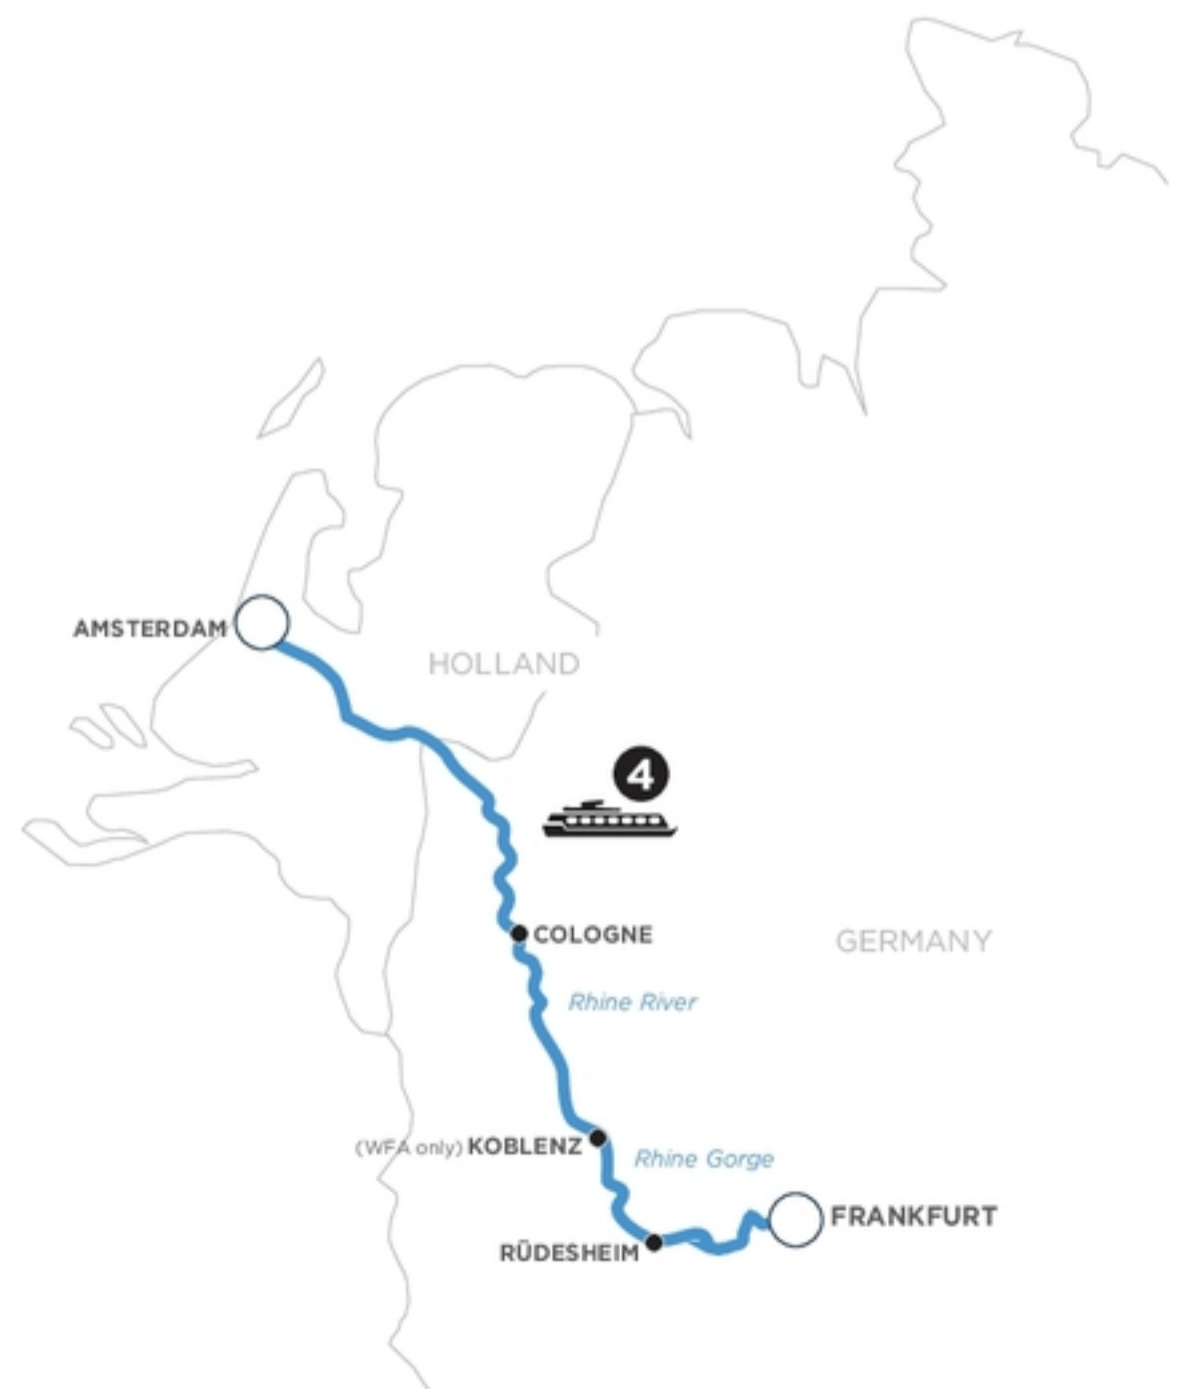 AMSTERDAM
HOLLAND
4
COLOGNE
GERMANY
Rhine River
(WFA only) KOBLENZ
Rhine Gorge
FRANKFURT
RÜDESHEIM